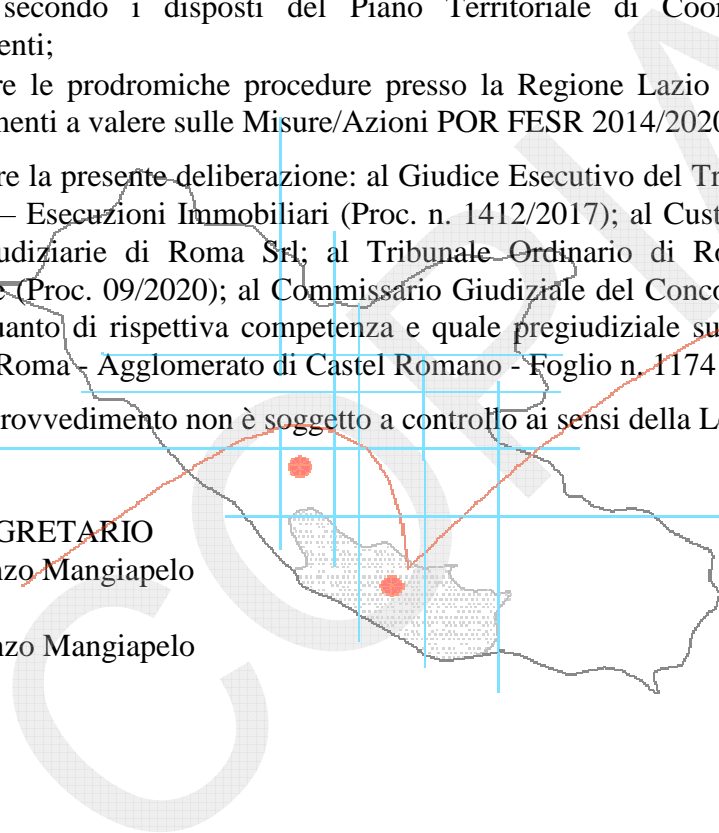 secondo i disposti del Piano Territoriale di Coor
enti;
re le prodromiche procedure presso la Regione Lazio
menti a valere sulle Misure/Azioni POR FESR 2014/2020
re la presente deliberazione: al Giudice Esecutivo del Tr
– Esecuzioni Immobiliari (Proc. n. 1412/2017); al Cust
udiziarie di Roma Srl; al Tribunale Ordinario di Ro
e (Proc. 09/2020); al Commissario Giudiziale del Conco
uanto di rispettiva competenza e quale pregiudiziale su
Roma - Agglomerato di Castel Romano - Foglio n. 1174
rovvedimento non è soggetto a controllo ai sensi della L
GRETARIO
nzo Mangiapelo
nzo Mangiapelo
COPIA